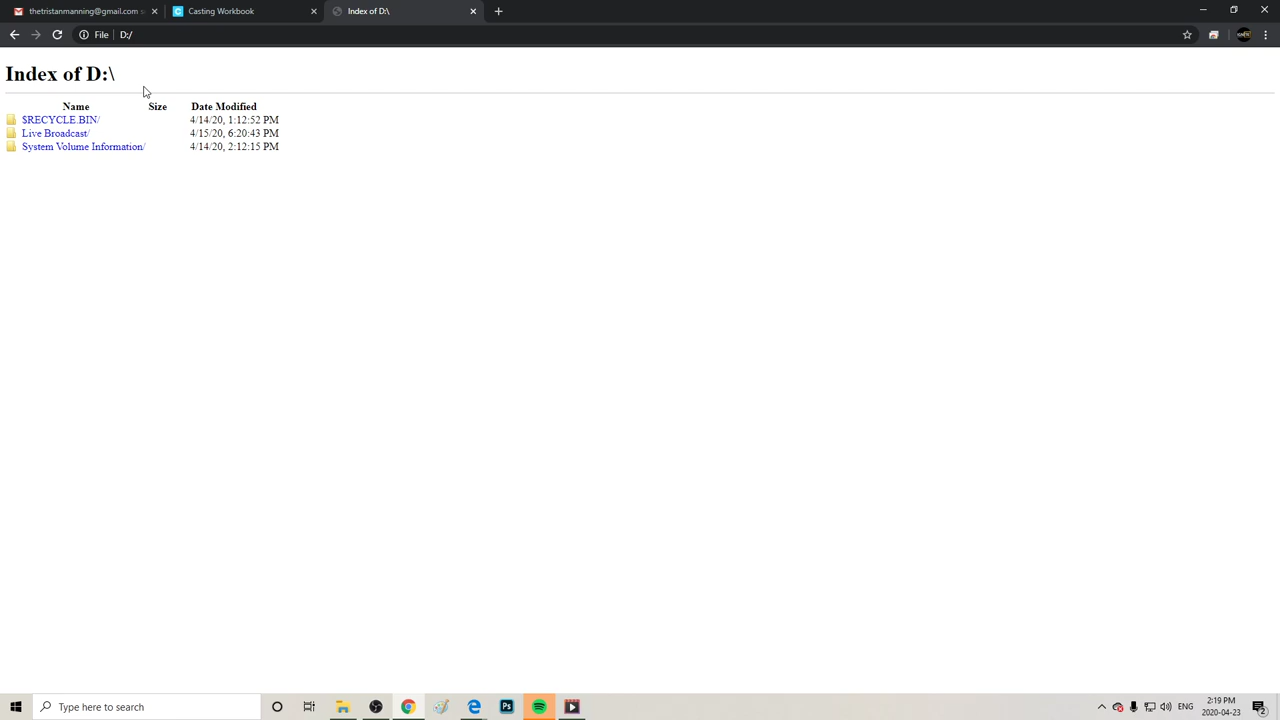 thetristanmanning@gmail.com
Casting Workbook
Index of D:\
File
D:/
Index of D:\
Name Size Date Modified
$RECYCLE.BIN/ 4/14/20, 1:12:52 PM
Live Broadcast/ 4/15/20, 6:20:43 PM
System Volume Information/ 4/14/20, 2:12:15 PM
Type here to search
Ps
ENG
2:19 PM
2020-04-23
2